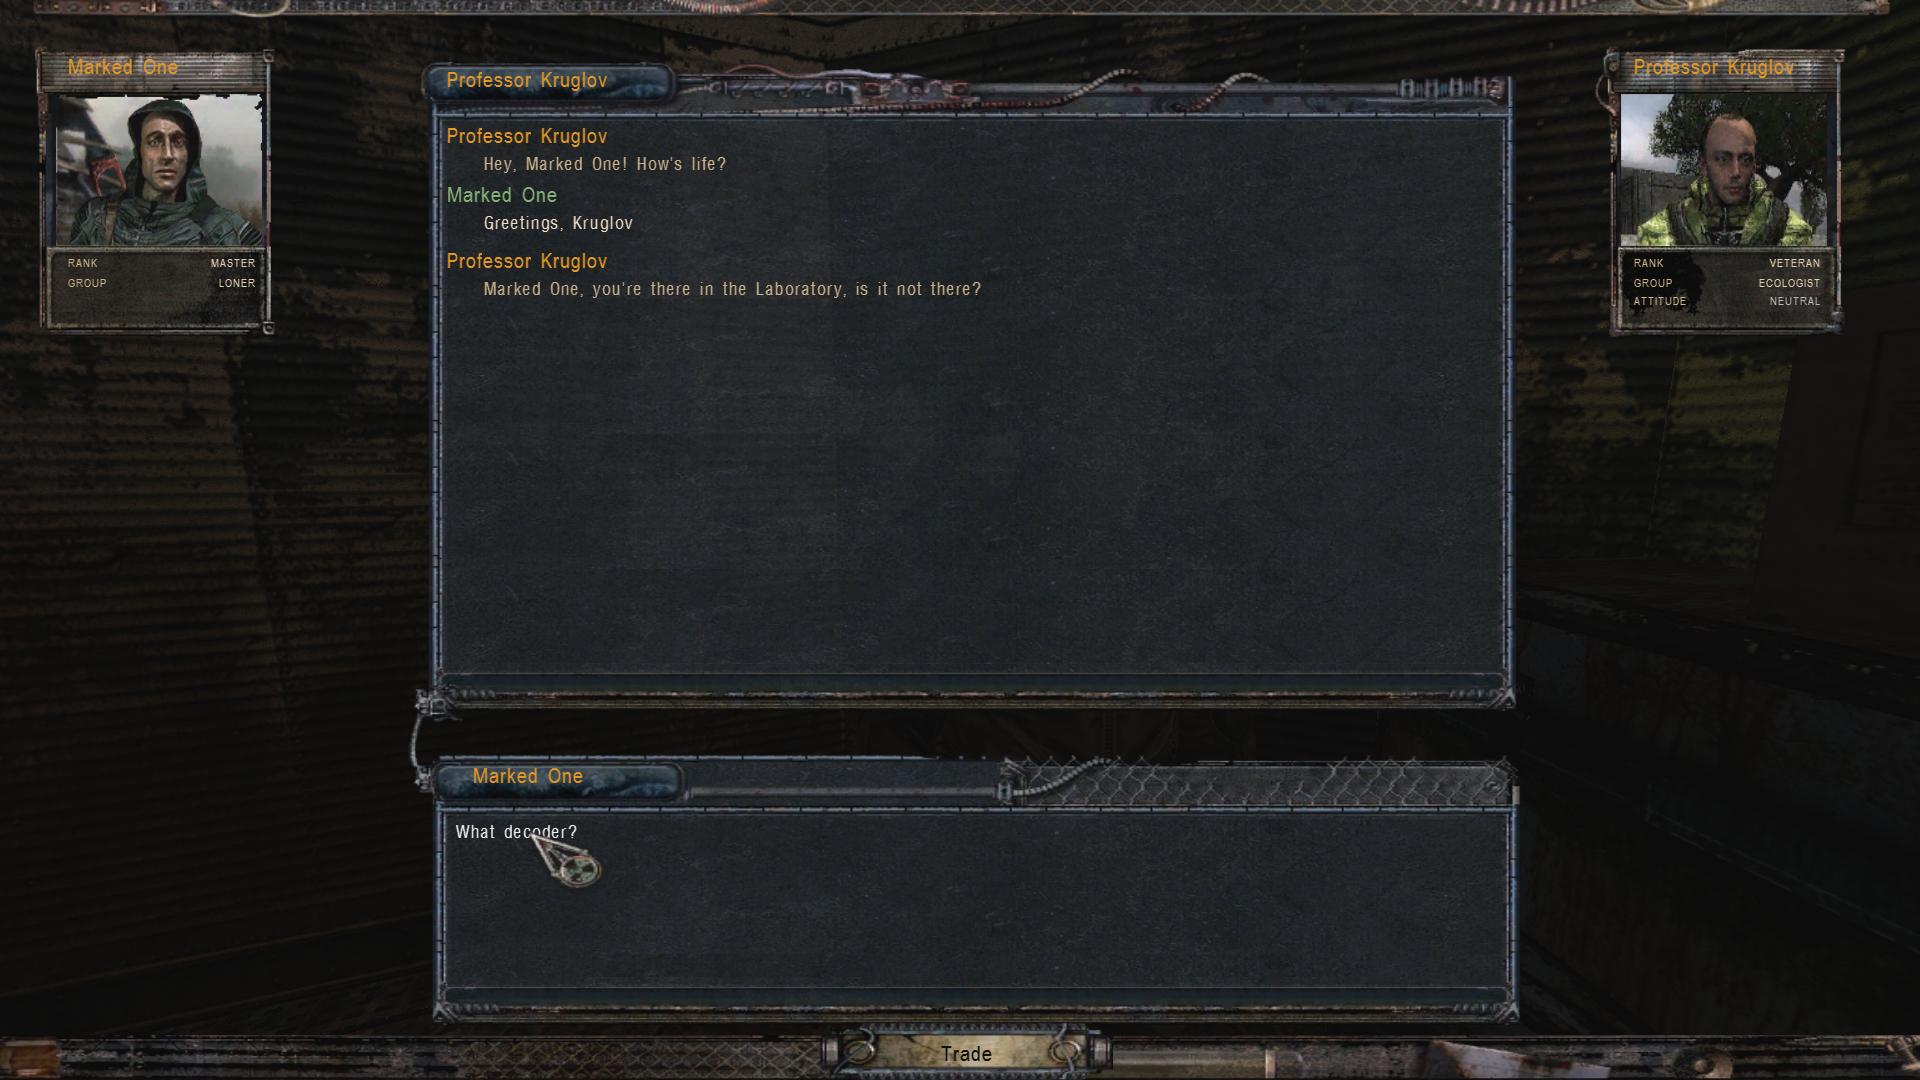 Marked One
RANK MASTER
GROUP LONER
Professor Kruglov
Professor Kruglov
Hey, Marked One! How's life?
Marked One
Greetings, Kruglov
Professor Kruglov
Marked One, you're there in the Laboratory, is it not there?
Professor Kruglov
RANK VETERAN
GROUP ECOLOGIST
ATTITUDE NEUTRAL
Marked One
What decoder?
Trade